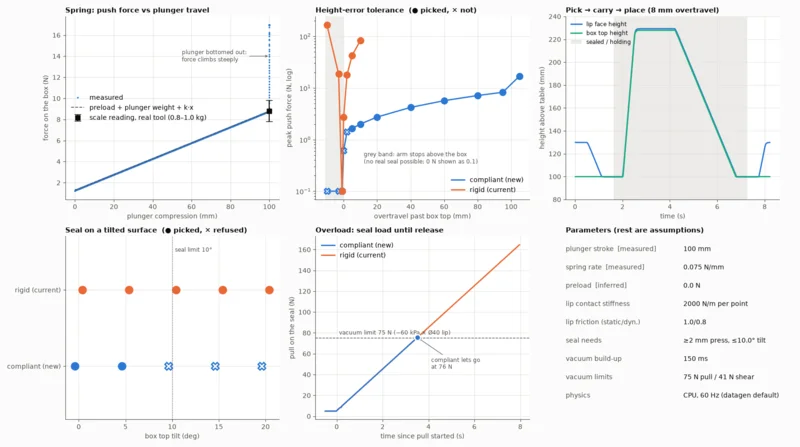 Spring: push force vs plunger travel
16
14
12
10
8
6
4
2
force on the box (N)
plunger bottomed out:
force climbs steeply
measured
preload + plunger weight + k·x
scale reading, real tool (0.8–1.0 kg)
0
20
40
60
80
100
plunger compression (mm)
Height-error tolerance (● picked, × not)
10²
10¹
10⁰
10⁻¹
peak push force (N, log)
grey band: arm stops above the box
(no real seal possible: 0 N shown as 0.1)
compliant (new)
rigid (current)
0
20
40
60
80
100
overtravel past box top (mm)
Pick → carry → place (8 mm overtravel)
240
220
200
180
160
140
120
100
80
height above table (mm)
lip face height
box top height
sealed / holding
0
2
4
6
8
time (s)
Seal on a tilted surface (● picked, × refused)
seal limit 10°
rigid (current)
compliant (new)
0
5
10
15
20
box top tilt (deg)
Overload: seal load until release
compliant (new)
rigid (current)
160
140
120
100
80
60
40
20
0
pull on the seal (N)
vacuum limit 75 N (~60 kPa × Ø40 lip)
compliant lets go
at 76 N
0
2
4
6
8
time since pull started (s)
Parameters (rest are assumptions)
plunger stroke [measured] 100 mm
spring rate [measured] 0.075 N/mm
preload [inferred] 0.0 N
lip contact stiffness 2000 N/m per point
lip friction (static/dyn.) 1.0/0.8
seal needs ≥2 mm press, ≤10.0° tilt
vacuum build-up 150 ms
vacuum limits 75 N pull / 41 N shear
physics CPU, 60 Hz (datagen default)